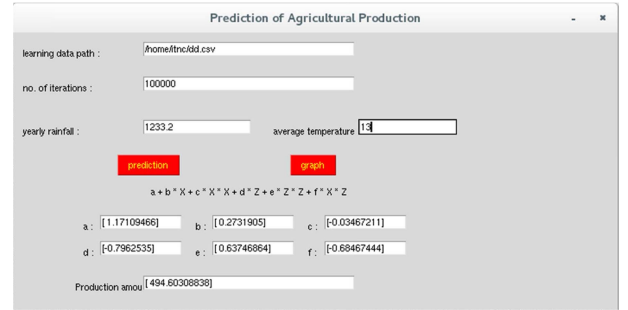 Prediction of Agricultural Production
learning data path : /home/itnc/dd.csv
no. of iterations : 100000
yearly rainfall : 1233.2 average temperature 13
prediction graph
a + b * X + c * X * X + d * Z + e * Z * Z + f * X * Z
a : [ 1.17109466] b : [ 0.2731905] c : [-0.03467211]
d : [-0.7962535] e : [ 0.63746864] f : [-0.68467444]
Production amou [ 494.60308838]